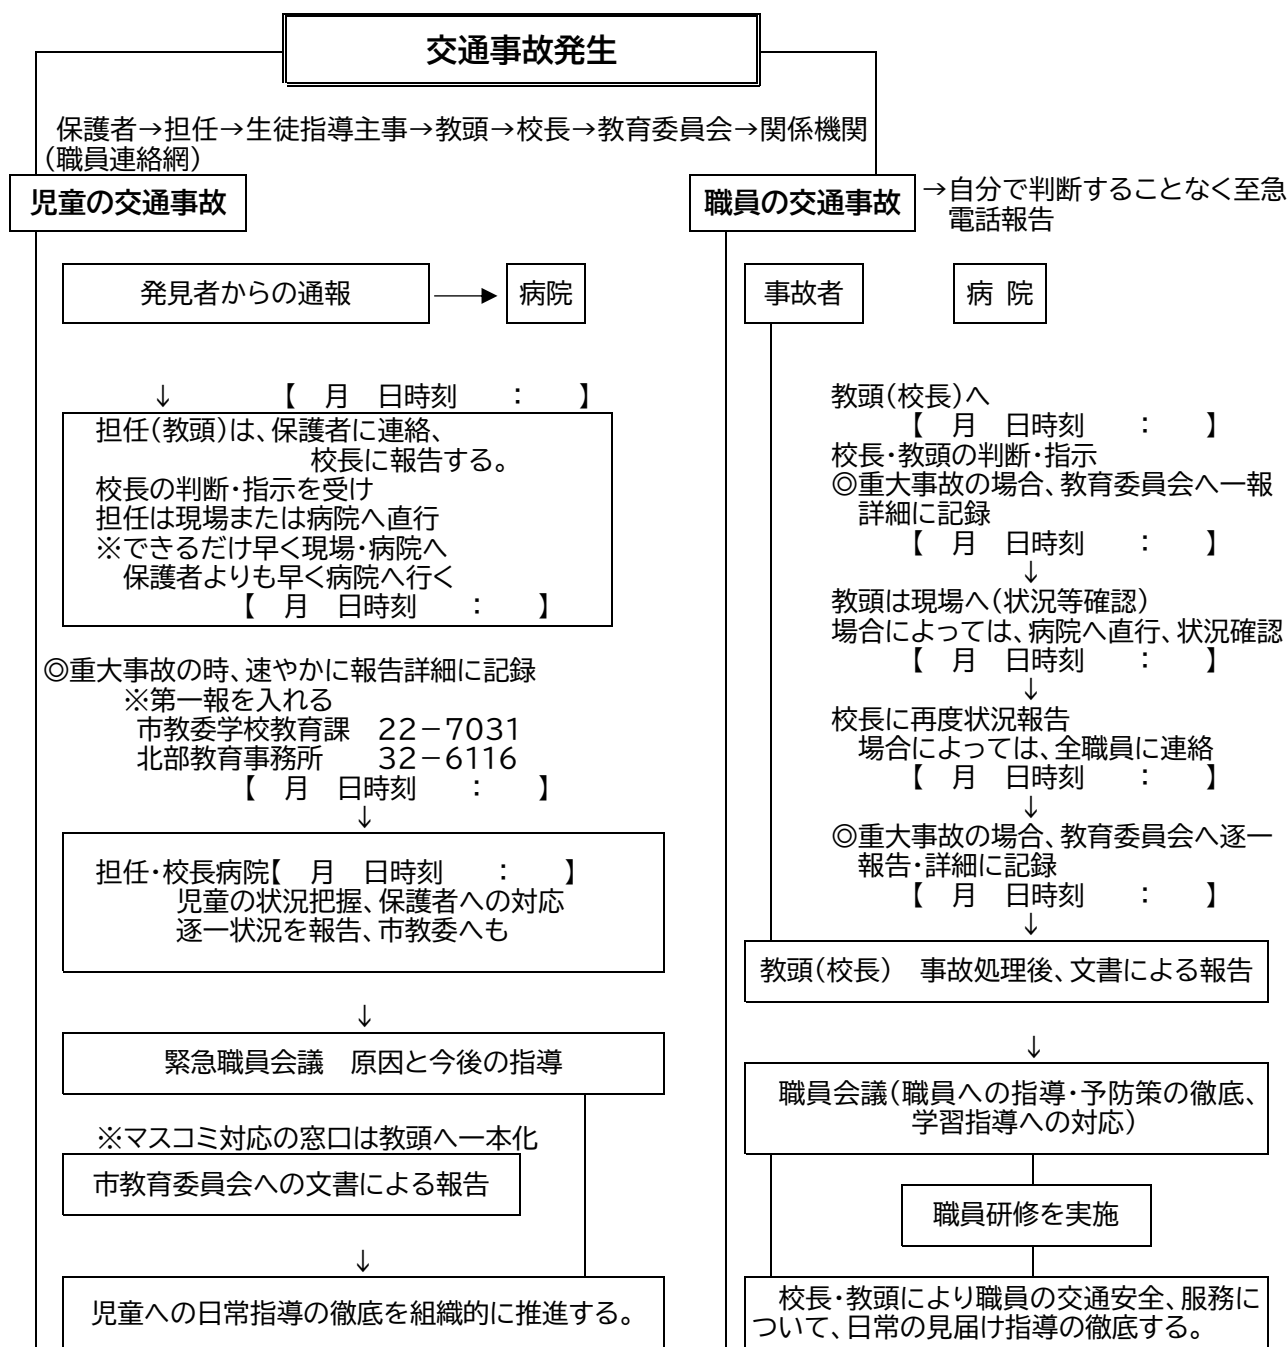 交通事故発生
保護者→担任→生徒指導主事→教頭→校長→教育委員会→関係機関
（職員連絡網）
児童の交通事故
発見者からの通報
病院
↓　【　月　日時刻　：　】
担任（教頭）は、保護者に連絡、
校長に報告する。
校長の判断・指示を受け
担任は現場または病院へ直行
※できるだけ早く現場・病院へ
保護者よりも早く病院へ行く
【　月　日時刻　：　】
◎重大事故の時、速やかに報告詳細に記録
※第一報を入れる
市教委学校教育課　22－7031
北部教育事務所　32－6116
【　月　日時刻　：　】
↓
担任・校長病院【　月　日時刻　：　】
児童の状況把握、保護者への対応
逐一状況を報告、市教委へも
↓
緊急職員会議　原因と今後の指導
※マスコミ対応の窓口は教頭へ一本化
市教育委員会への文書による報告
↓
児童への日常指導の徹底を組織的に推進する。
職員の交通事故
→自分で判断することなく至急
電話報告
事故者
病 院
教頭（校長）へ
【　月　日時刻　：　】
校長・教頭の判断・指示
◎重大事故の場合、教育委員会へ一報
詳細に記録
【　月　日時刻　：　】
↓
教頭は現場へ（状況等確認）
場合によっては、病院へ直行、状況確認
【　月　日時刻　：　】
↓
校長に再度状況報告
場合によっては、全職員に連絡
【　月　日時刻　：　】
↓
◎重大事故の場合、教育委員会へ逐一
報告・詳細に記録
【　月　日時刻　：　】
↓
教頭（校長）　事故処理後、文書による報告
↓
職員会議（職員への指導・予防策の徹底、
学習指導への対応）
職員研修を実施
校長・教頭により職員の交通安全、服務に
ついて、日常の見届け指導の徹底する。